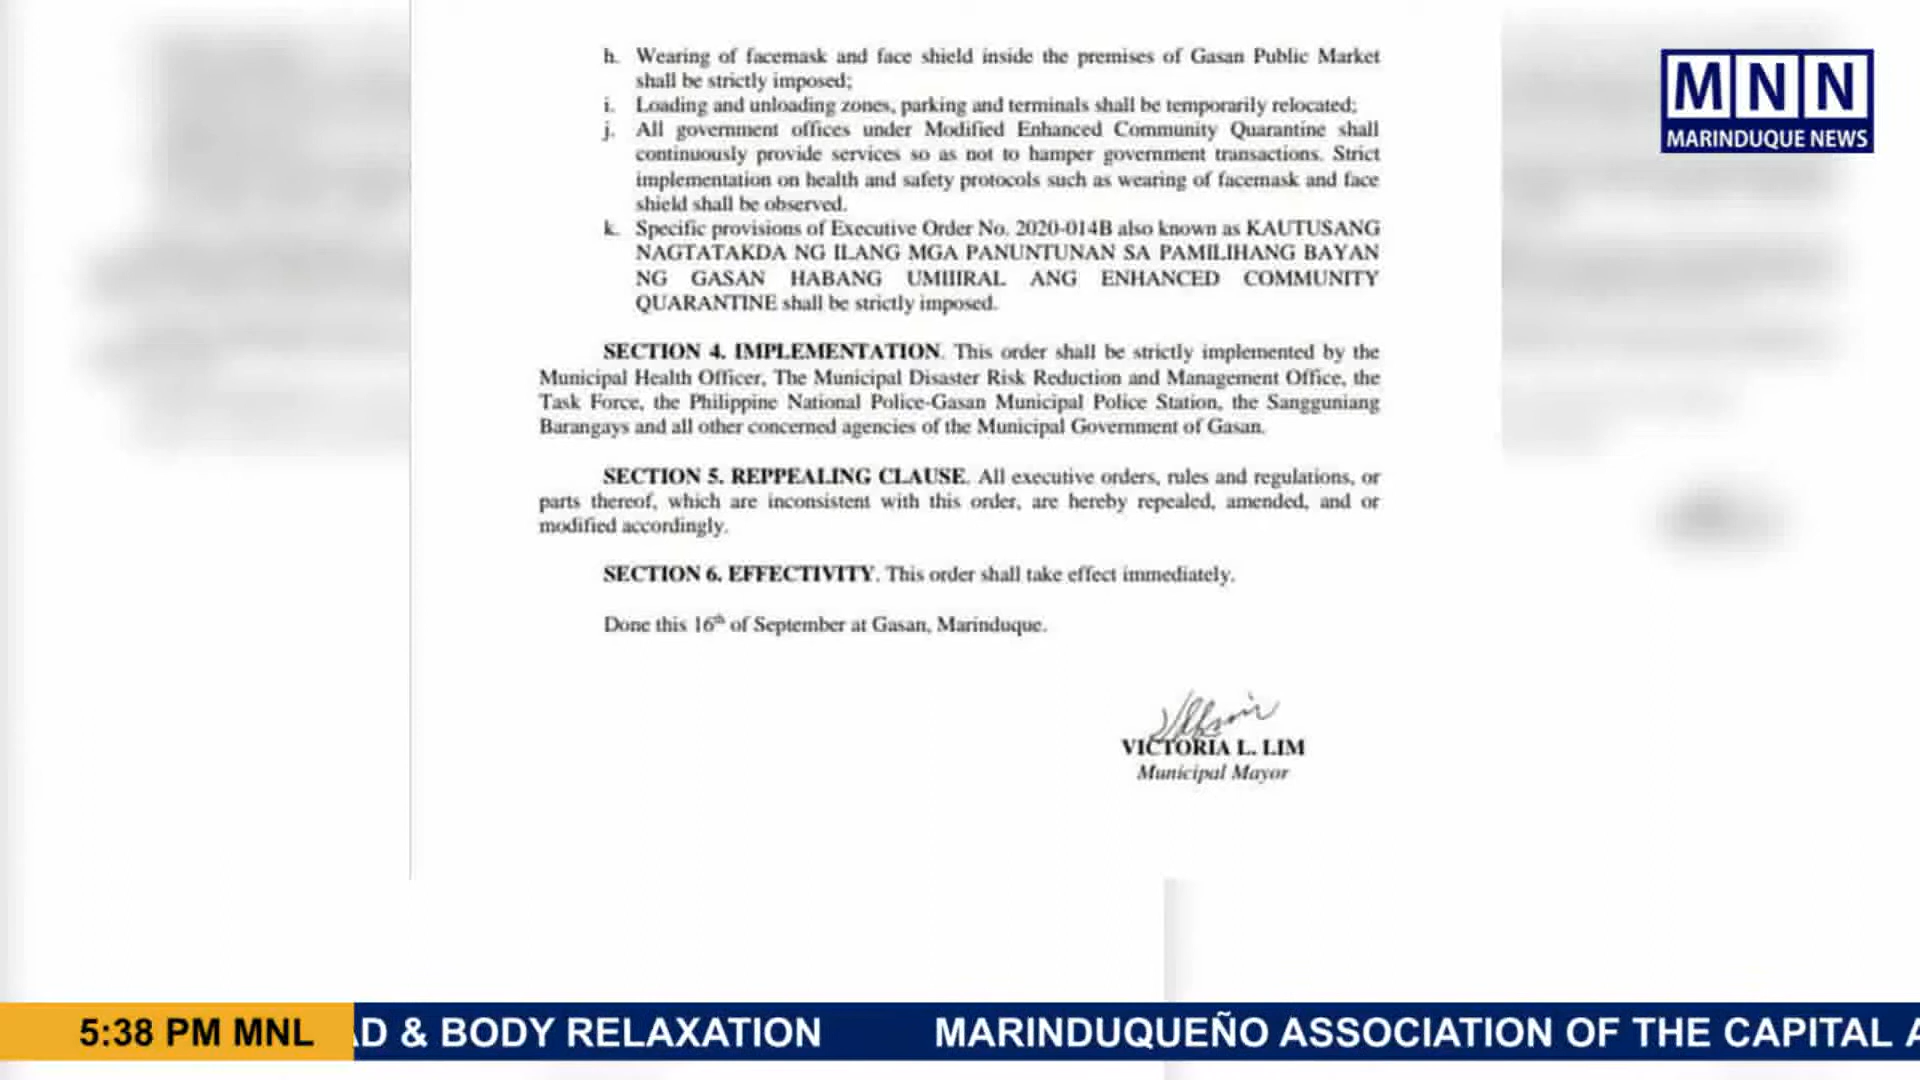 h. Wearing of facemask and face shield inside the premises of Gasan Public Market
shall be strictly imposed;
i. Loading and unloading zones, parking and terminals shall be temporarily relocated;
j. All government offices under Modified Enhanced Community Quarantine shall
continuously provide services so as not to hamper government transactions. Strict
implementation on health and safety protocols such as wearing of facemask and face
shield shall be observed.
k. Specific provisions of Executive Order No. 2020-014B also known as KAUTUSANG
NAGTATAKDA NG ILANG MGA PANUNTUNAN SA PAMILIHANG BAYAN
NG GASAN HABANG UMIIIRAL ANG ENHANCED COMMUNITY
QUARANTINE shall be strictly imposed.
SECTION 4. IMPLEMENTATION. This order shall be strictly implemented by the
Municipal Health Officer, The Municipal Disaster Risk Reduction and Management Office, the
Task Force, the Philippine National Police-Gasan Municipal Police Station, the Sangguniang
Barangays and all other concerned agencies of the Municipal Government of Gasan.
SECTION 5. REPPEALING CLAUSE. All executive orders, rules and regulations, or
parts thereof, which are inconsistent with this order, are hereby repealed, amended, and or
modified accordingly.
SECTION 6. EFFECTIVITY. This order shall take effect immediately.
Done this 16th of September at Gasan, Marinduque.
VICTORIA L. LIM
Municipal Mayor
MNN
MARINDUQUE NEWS
5:38 PM MNL
D & BODY RELAXATION MARINDUQUEÑO ASSOCIATION OF THE CAPITAL A